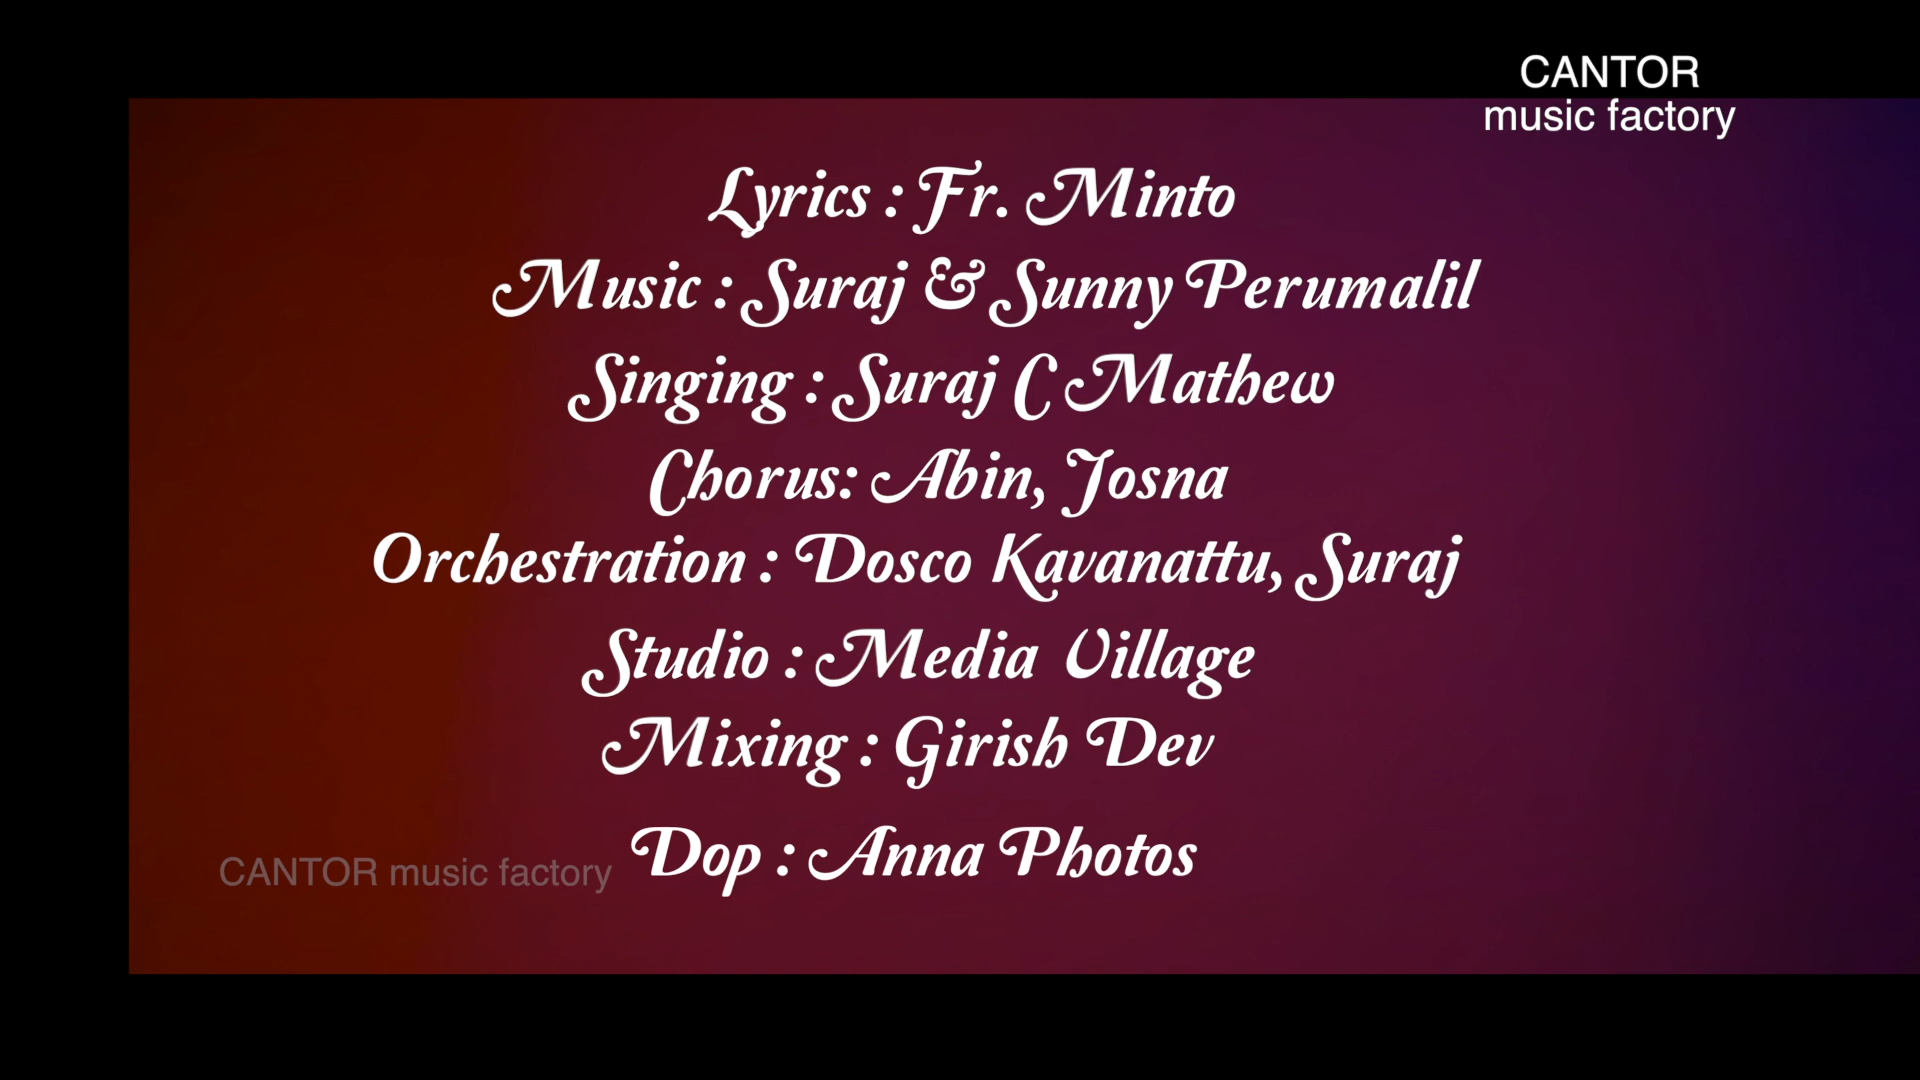 CANTOR
music factory
Lyrics : Fr. Minto
Music : Suraj & Sunny Perumalil
Singing : Suraj C Mathew
Chorus: Abin, Josna
Orchestration : Dosco Kavanattu, Suraj
Studio : Media Village
Mixing : Girish Dev
Dop : Anna Photos
CANTOR music factory